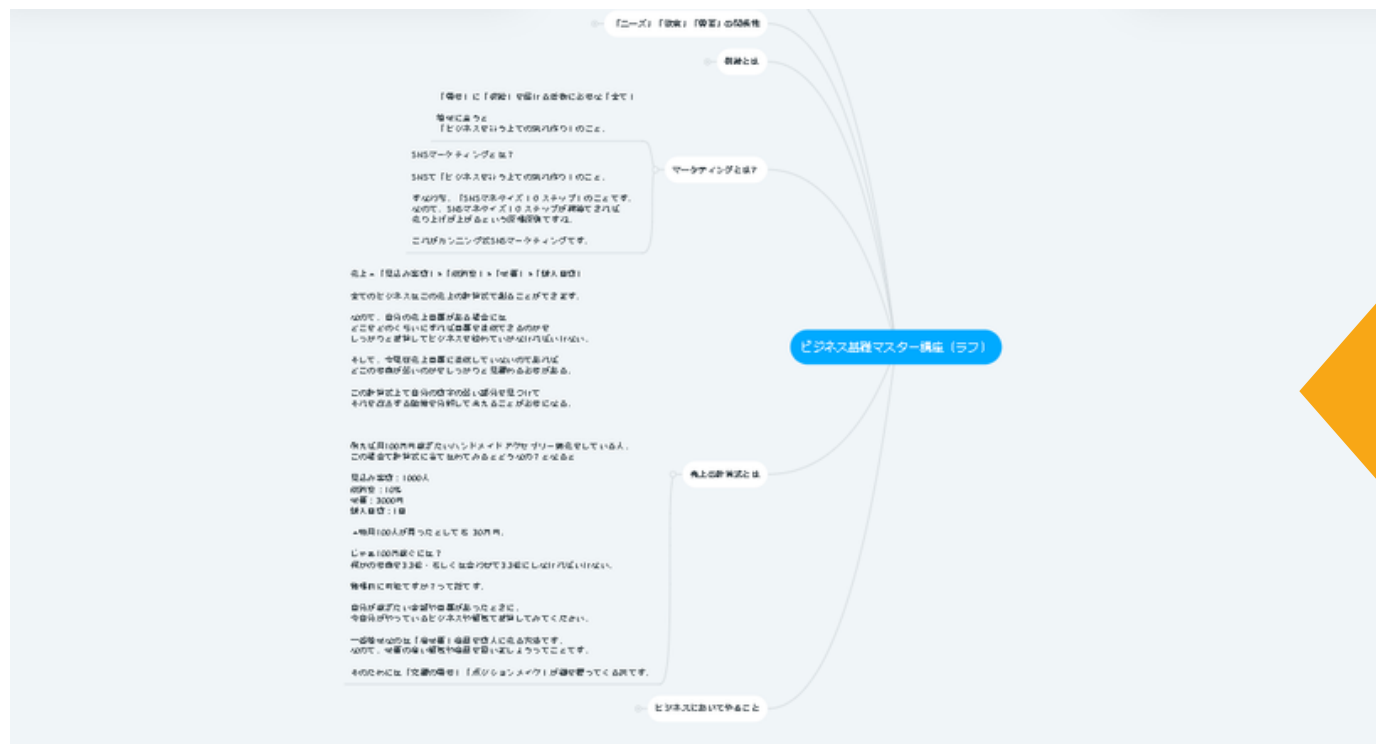 「ニーズ」「欲求」「需要」の関係性
価値とは
「幸せ」に「価値」を届ける活動に必要な「全て」
簡単に言うと
「ビジネスを行う上での流れ作り」のこと。
SNSマーケティングとは?
SNSで「ビジネスを行う上での流れ作り」のこと。
すなわち、「SNSマネタイズ10ステップ」のことです。
なので、SNSマネタイズ10ステップが構築できれば
売り上げが上がるという
これがカンニング式SNSマーケティングです。
マーケティングとは?
売上=「見込み客数」×「成約率」×「単価」×「購入回数」
全てのビジネスはこの売上の計算式で測ることができます。
なので、自分の売上目標がある場合には
どこをどのくらいにすれば目標を達成できるのかを
しっかりと逆算してビジネスを進めていかなければいけない。
そして、今現在売上目標に達成していないのであれば
どこの要素が弱いのかをしっかりと見極める必要がある。
この計算式上で自分の数字の弱い部分を見つけて
それを改善する施策を分析して考えることが必要になる。
例えば月100万円稼ぎたいハンドメイドアクセサリー販売をしている人。
この場合で計算式に当てはめてみるとどうなの?となると
見込み客数:1000人
成約率:10%
単価:3000円
購入回数:1回
=毎月100人が買ったとしても 30万円。
じゃぁ100万円稼ぐには?
何かの要素を3.3倍・もしくは合わせて3.3倍にしなければいけない。
物理的に可能ですか?って話です。
自分が稼ぎたい金額や目標があったときに、
今自分がやっているビジネスや価格で逆算してみてください。
一番簡単なのは「高単価」商品を数人に売る方法です。
なので、単価の高い価格や商品を扱いましょうってことです。
そのためには「文脈の」「ポジションメイク」が鍵を握ってくる訳です。
売上の計算式とは
ビジネスにおいてやること
ビジネス基礎マスター講座(ラフ)